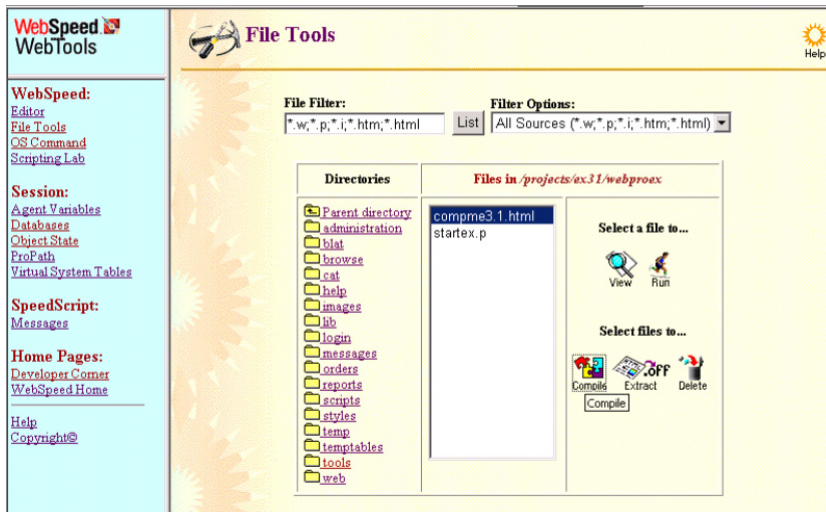 WebSpeed
WebTools
File Tools
Help
WebSpeed:
Editor
File Tools
OS Command
Scripting Lab
Session:
Agent Variables
Databases
Object State
ProPath
Virtual System Tables
SpeedScript:
Messages
Home Pages:
Developer Corner
WebSpeed Home
Help
Copyright©
File Filter:
Filter Options:
*.w;*.p;*.i;*.htm;*.html
List
All Sources (*.w;*.p;*.i;*.htm;*.html)
Directories
Files in /projects/ex31/webproex
Parent directory
administration
blat
browse
cat
help
images
lib
login
messages
orders
reports
scripts
styles
temp
temptables
tools
web
compme3.1.html
startex.p
Select a file to...
View
Run
Select files to...
.off
Compile
Extract
Delete
Compile